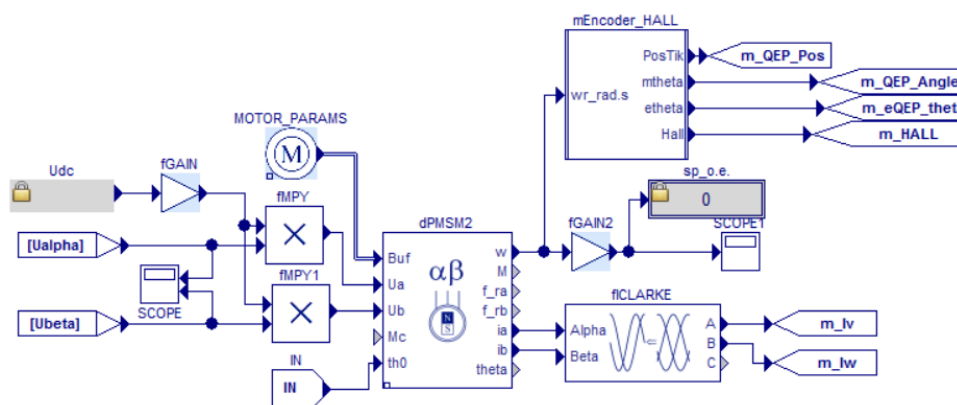 mEncoder_HALL
PosTik
m_QEP_Pos
mtheta
m_QEP_Angle
wr_rad.s
etheta
m_eQEP_thet
Hall
m_HALL
MOTOR_PARAMS
M
Udc
fGAIN
sp_o.e.
0
fMPY
dPMSM2
fGAIN2
SCOPE1
[Ualpha]
×
Buf
αβ
w
M
Ua
f_ra
fMPY1
fICLARKE
SCOPE
×
Ub
N
S
f_rb
[Ubeta]
Mc
ia
Alpha
A
m_Iv
IN
ib
Beta
B
IN
th0
theta
C
m_Iw